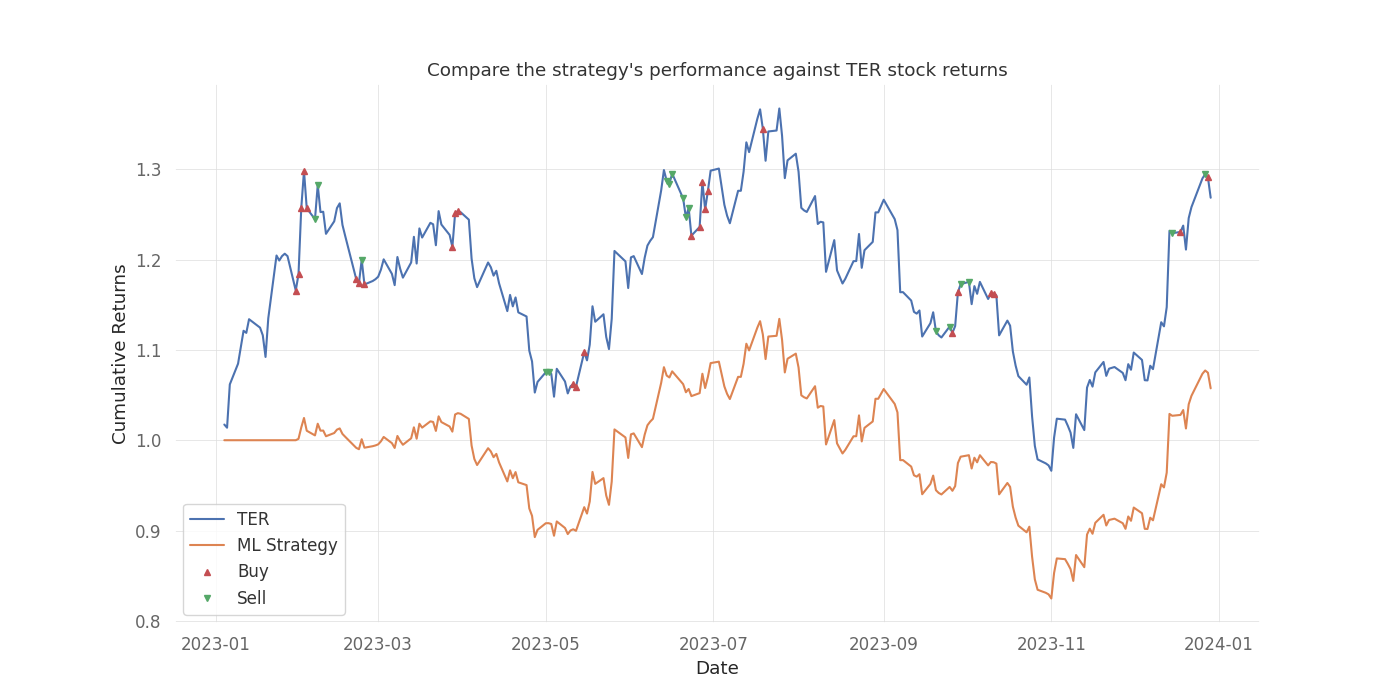 Compare the strategy's performance against TER stock returns
Cumulative Returns
1.3
1.2
1.1
1.0
0.9
0.8
TER
ML Strategy
Buy
Sell
2023-01
2023-03
2023-05
2023-07
2023-09
2023-11
2024-01
Date